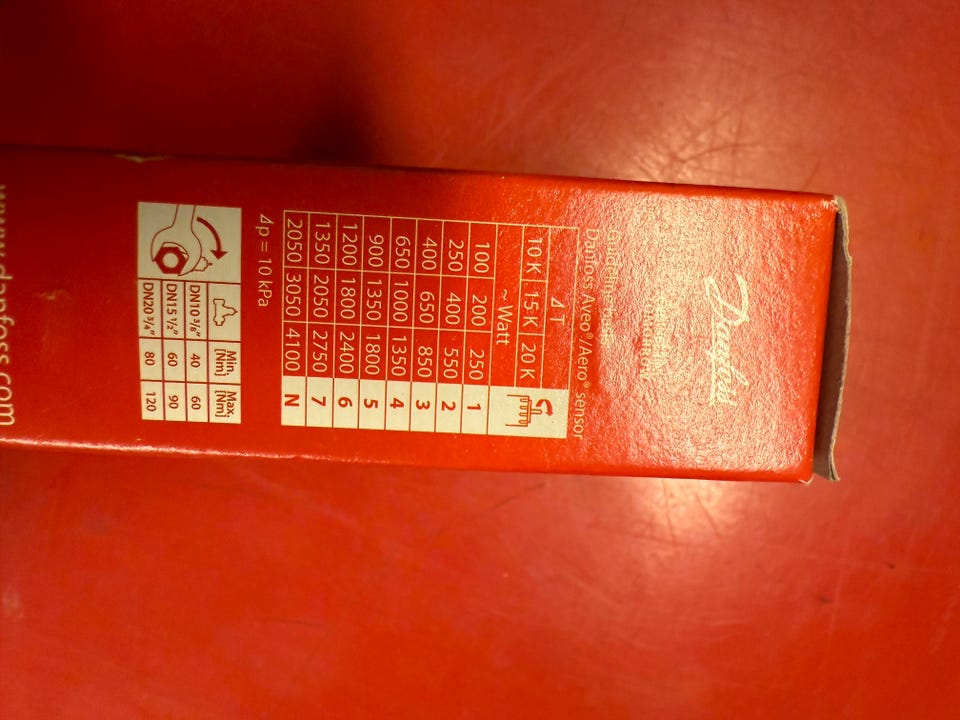 Danfoss
Danfoss Aveo®/Aero® sensor
ΔT
10 K 15 K 20 K
~Watt
100 200 250 1
250 400 550 2
400 650 850 3
650 1000 1350 4
900 1350 1800 5
1200 1800 2400 6
1350 2050 2750 7
2050 3050 4100 N
Δp = 10 kPa
Min. [Nm] Max. [Nm]
DN10 3/8" 40 60
DN15 1/2" 60 90
DN20 3/4" 80 120
www.danfoss.com